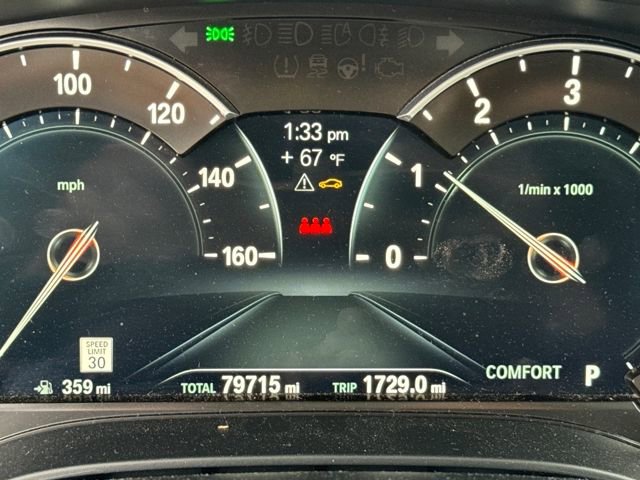 100
120
140
160
mph
1:33 pm
+ 67 °F
0
1
2
3
1/min x 1000
SPEED
LIMIT
30
359 mi
TOTAL 79715 mi
TRIP 1729.0 mi
COMFORT
P